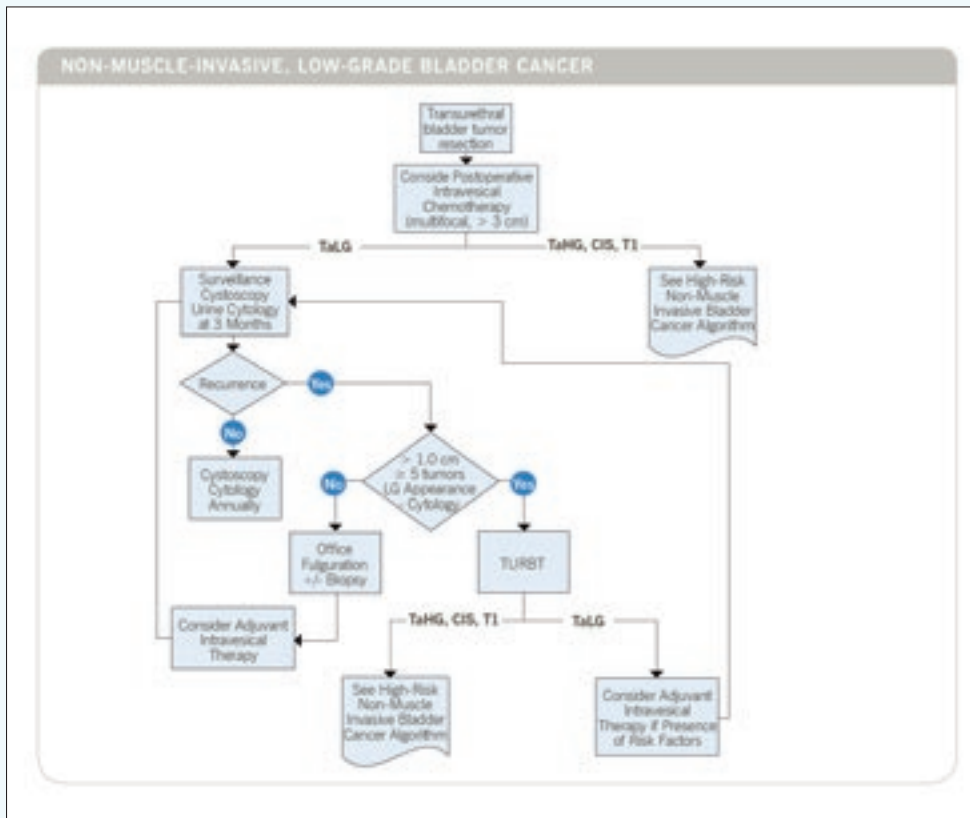 NON-MUSCLE-INVASIVE, LOW-GRADE BLADDER CANCER
Transurethral
bladder tumor
resection
Conside Postoperative
Intravesical
Chemotherapy
(multifocal, > 3 cm)
TaLG
TaHG, CIS, T1
Surveillance
Cystoscopy
Urine Cytology
at 3 Months
See High-Risk
Non-Muscle
Invasive Bladder
Cancer Algorithm
Recurrence
Yes
No
Cystoscopy
Cytology
Annually
> 1.0 cm
5 tumors
LG Appearance
Cytology
No
Yes
Office
Fulguration
+/- Biopsy
TURBT
Consider Adjuvant
Intravesical
Therapy
TaHG, CIS, T1
TaLG
See High-Risk
Non-Muscle
Invasive Bladder
Cancer Algorithm
Consider Adjuvant
Intravesical
Therapy if Presence
of Risk Factors